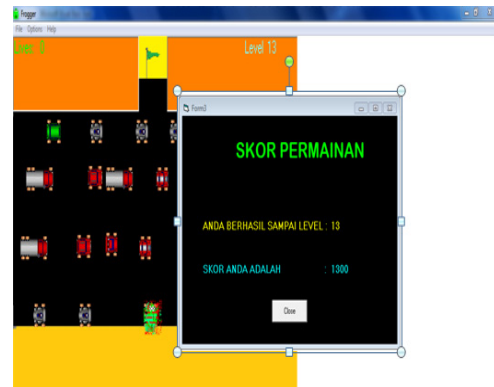 Frogger
File Options Help
Lives 0
Level 13
Form3
SKOR PERMAINAN
ANDA BERHASIL SAMPAI LEVEL : 13
SKOR ANDA ADALAH : 1300
Close